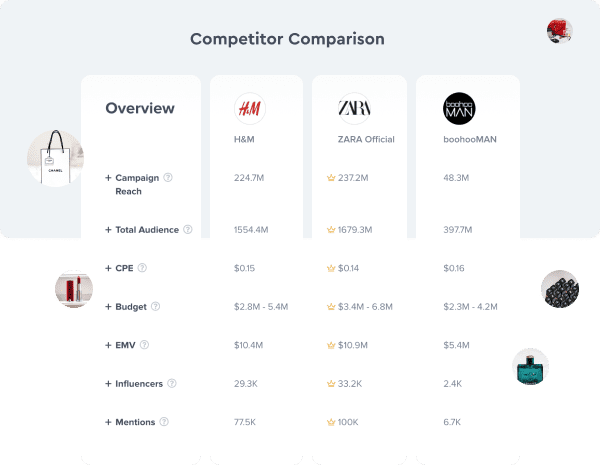 Competitor Comparison
Overview
H&M
ZARA
boohoo
MAN
H&M
ZARA Official
boohooMAN
+ Campaign Reach ? 224.7M 237.2M 48.3M
+ Total Audience ? 1554.4M 1679.3M 397.7M
+ CPE ? $0.15 $0.14 $0.16
+ Budget ? $2.8M - 5.4M $3.4M - 6.8M $2.3M - 4.2M
+ EMV ? $10.4M $10.9M $5.4M
+ Influencers ? 29.3K 33.2K 2.4K
+ Mentions ? 77.5K 100K 6.7K
CHANEL